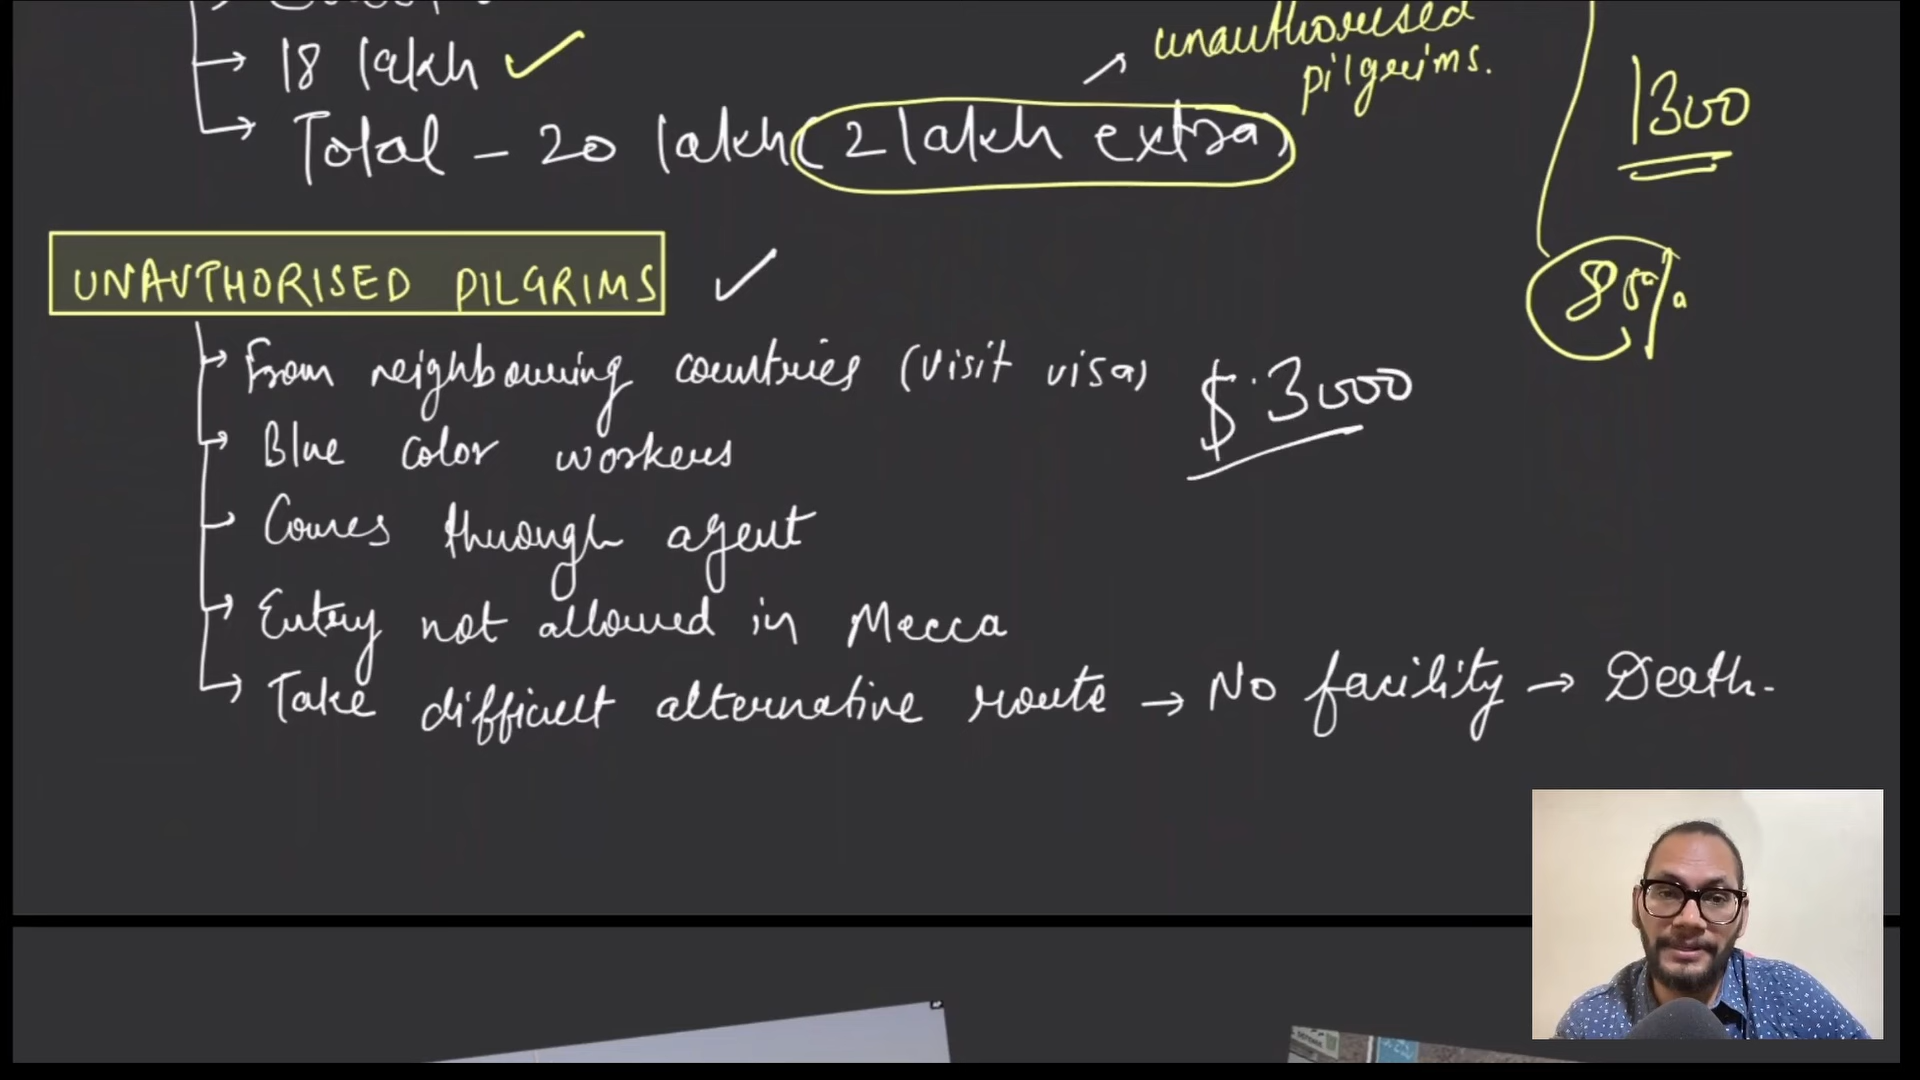 unauthorised
pilgrims.
18 lakh
1300
Total - 20 lakh (2 lakh extra)
UNAUTHORISED PILGRIMS
85%
From neighbouring countries (visit visa)
$ 3000
Blue color workers
Comes through agent
Entry not allowed in Mecca
Take difficult alternative route → No facility → Death.